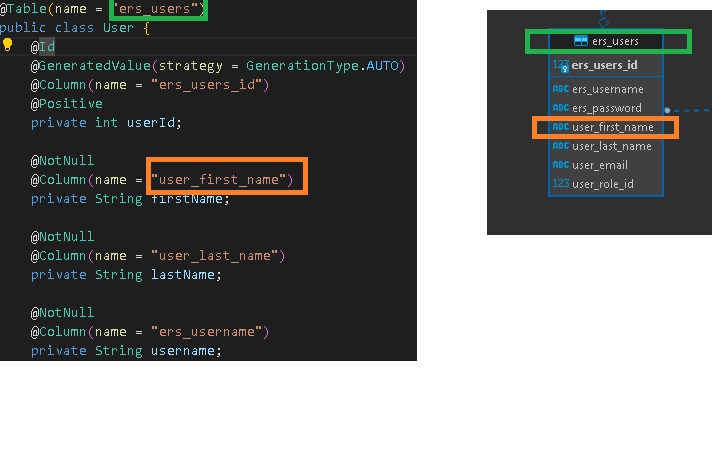 @Table(name = "ers_users")
public class User {
@Id
@GeneratedValue(strategy = GenerationType.AUTO)
@Column(name = "ers_users_id")
@Positive
private int userId;
@NotNull
@Column(name = "user_first_name")
private String firstName;
@NotNull
@Column(name = "user_last_name")
private String lastName;
@NotNull
@Column(name = "ers_username")
private String username;
ers_users
123 ers_users_id
ABC ers_username
ABC ers_password
ABC user_first_name
ABC user_last_name
ABC user_email
123 user_role_id